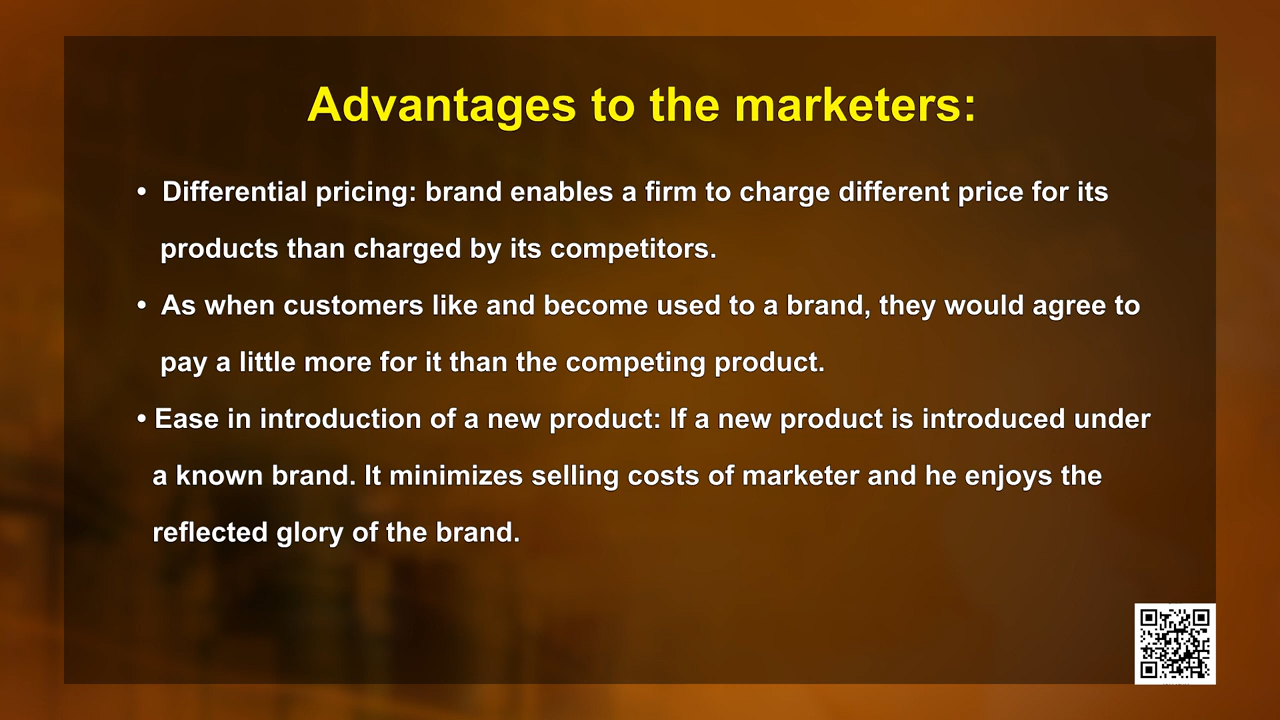 Advantages to the marketers:
• Differential pricing: brand enables a firm to charge different price for its
products than charged by its competitors.
• As when customers like and become used to a brand, they would agree to
pay a little more for it than the competing product.
• Ease in introduction of a new product: If a new product is introduced under
a known brand. It minimizes selling costs of marketer and he enjoys the
reflected glory of the brand.